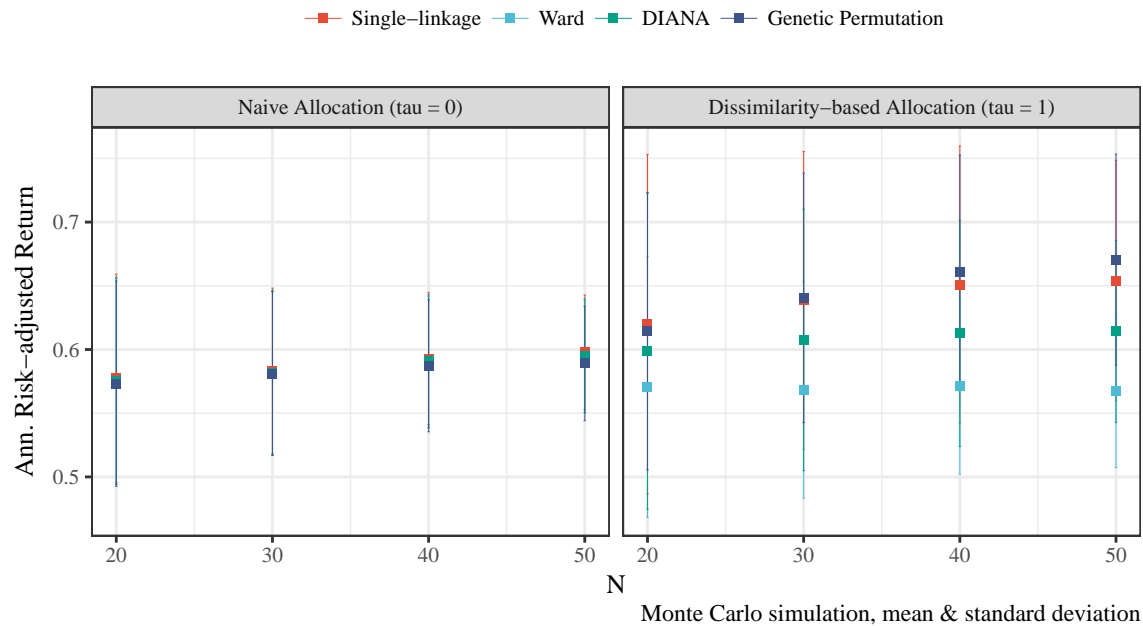 Single−linkage Ward DIANA Genetic Permutation
Naive Allocation (tau = 0) Dissimilarity−based Allocation (tau = 1)
Ann. Risk−adjusted Return
0.7
0.6
0.5
20 30 40 50 20 30 40 50
N
Monte Carlo simulation, mean & standard deviation